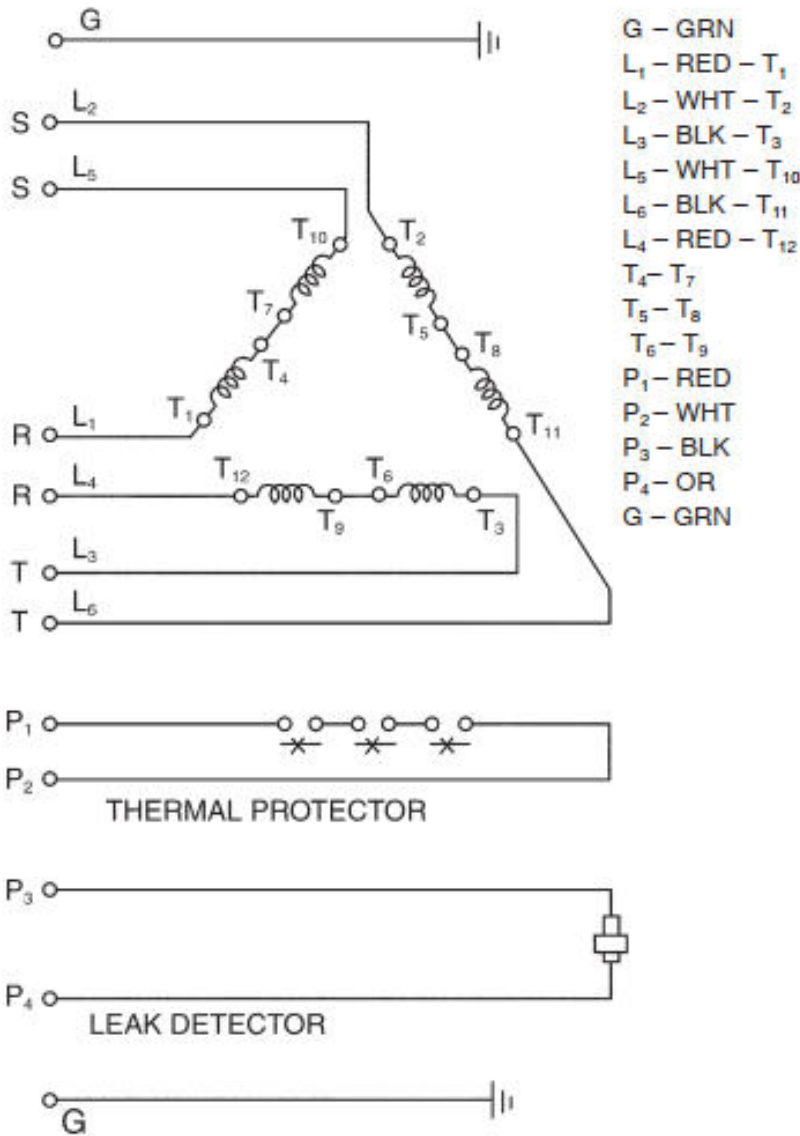 G
S L₂
S L₅
T₁₀ T₂
T₇ T₅
T₈
T₄
T₁ T₁₁
R L₁
R L₄ T₁₂ T₆
T₉ T₃
T L₃
T L₆
P₁
P₂
THERMAL PROTECTOR
P₃
P₄
LEAK DETECTOR
G
G – GRN
L₁ – RED – T₁
L₂ – WHT – T₂
L₃ – BLK – T₃
L₅ – WHT – T₁₀
L₆ – BLK – T₁₁
L₄ – RED – T₁₂
T₄– T₇
T₅ – T₈
T₆ – T₉
P₁ – RED
P₂ – WHT
P₃ – BLK
P₄ – OR
G – GRN